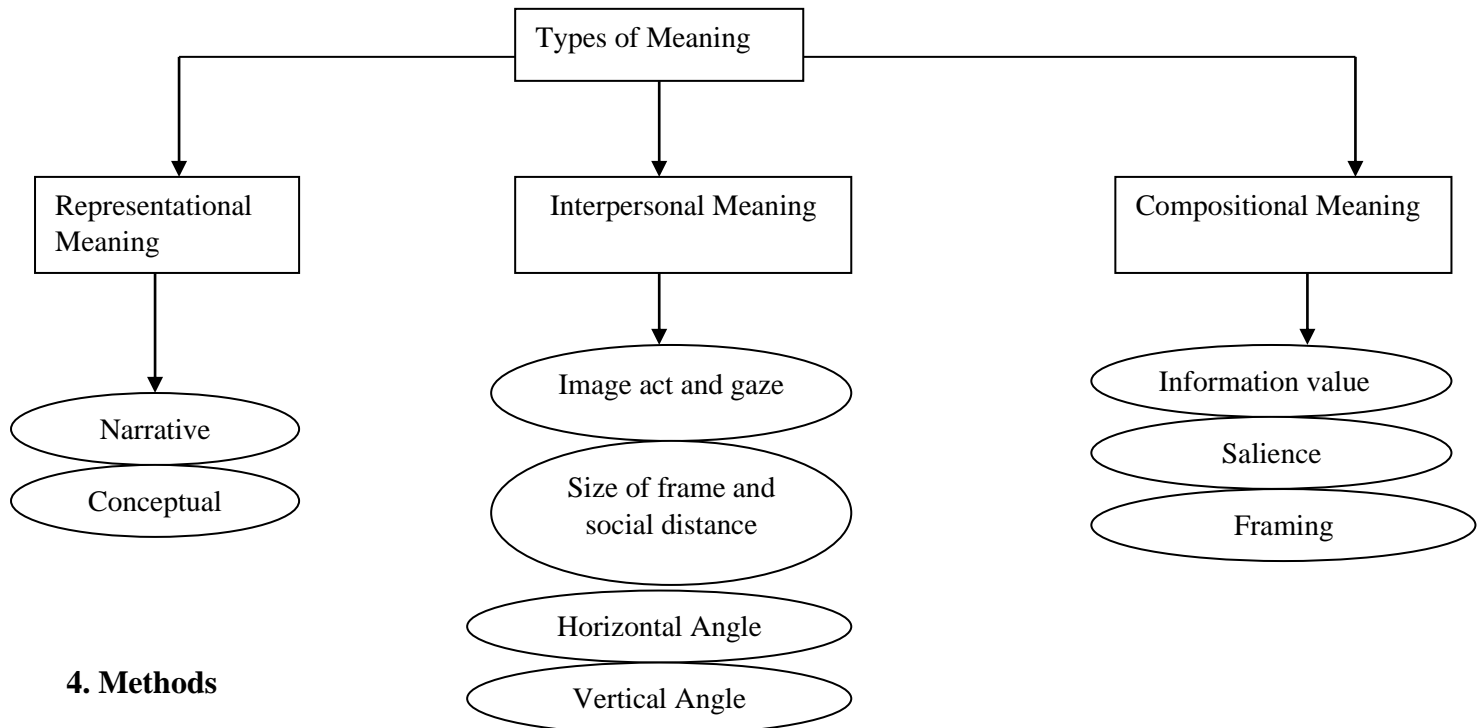 Types of Meaning
Representational
Meaning
Interpersonal Meaning
Compositional Meaning
Narrative
Conceptual
Image act and gaze
Size of frame and
social distance
Horizontal Angle
Vertical Angle
Information value
Salience
Framing
4. Methods